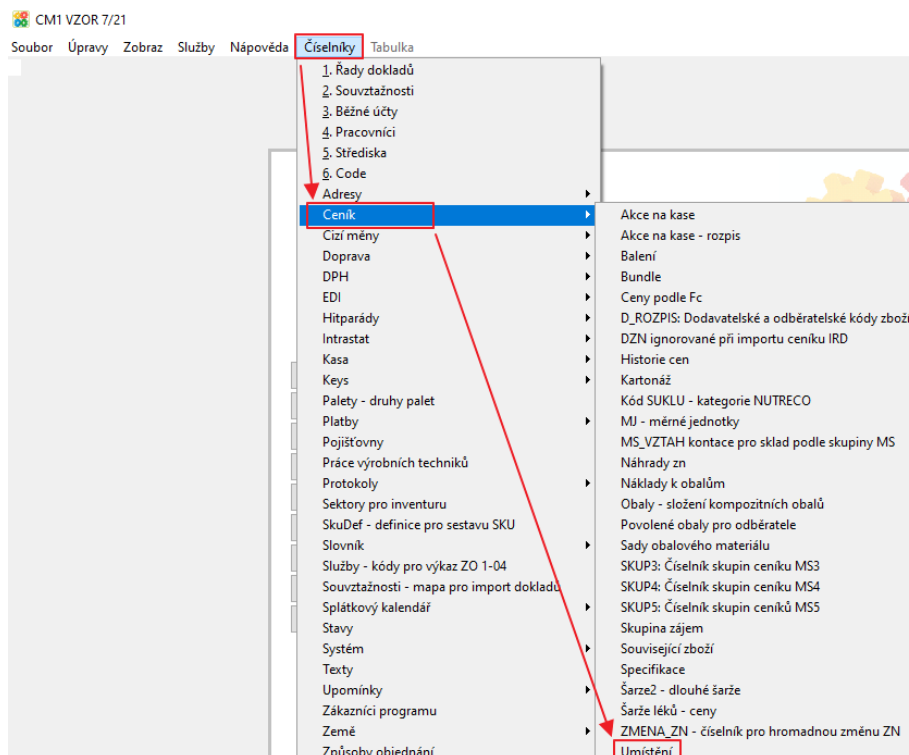 CM1 VZOR 7/21
Soubor Úpravy Zobraz Služby Nápověda Číselníky Tabulka
1. Řady dokladů
2. Souvztažnosti
3. Běžné účty
4. Pracovníci
5. Střediska
6. Code
Adresy
Ceník
Cizí měny
Doprava
DPH
EDI
Hitparády
Intrastat
Kasa
Keys
Palety - druhy palet
Platby
Pojišťovny
Práce výrobních techniků
Protokoly
Sektory pro inventuru
SkuDef - definice pro sestavu SKU
Slovník
Služby - kódy pro výkaz ZO 1-04
Souvztažnosti - mapa pro import dokladů
Splátkový kalendář
Stavy
Systém
Texty
Upomínky
Zákazníci programu
Země
Způsoby objednání
Akce na kase
Akce na kase - rozpis
Balení
Bundle
Ceny podle Fc
D_ROZPIS: Dodavatelské a odběratelské kódy zboží
DZN ignorované při importu ceníku IRD
Historie cen
Kartonáž
Kód SUKLU - kategorie NUTRECO
MJ - měrné jednotky
MS_VZTAH kontace pro sklad podle skupiny MS
Náhrady zn
Náklady k obalům
Obaly - složení kompozitních obalů
Povolené obaly pro odběratele
Sady obalového materiálu
SKUP3: Číselník skupin ceníku MS3
SKUP4: Číselník skupin ceníku MS4
SKUP5: Číselník skupin ceníků MS5
Skupina zájem
Související zboží
Specifikace
Šarze2 - dlouhé šarže
Šarže léků - ceny
ZMENA_ZN - číselník pro hromadnou změnu ZN
Umístění